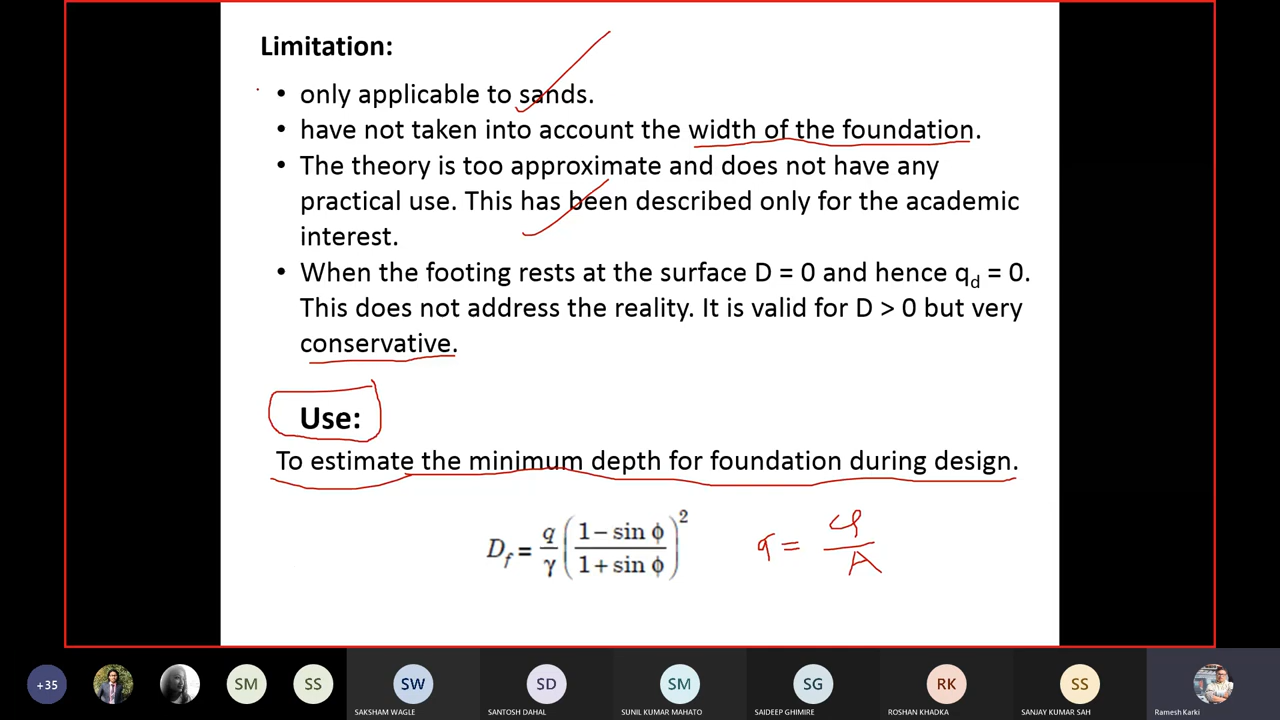 Limitation:
• only applicable to sands.
• have not taken into account the width of the foundation.
• The theory is too approximate and does not have any
practical use. This has been described only for the academic
interest.
• When the footing rests at the surface D = 0 and hence q_d = 0.
This does not address the reality. It is valid for D > 0 but very
conservative.
Use:
To estimate the minimum depth for foundation during design.
D_f = q/γ ((1 − sin ϕ)/(1 + sin ϕ))²
= /A
+35 SM SS SW SD SM SG RK SS
SAKSHAM WAGLE SANTOSH DAHAL SUNIL KUMAR MAHATO SAIDEEP GHIMIRE ROSHAN KHADKA SANJAY KUMAR SAH Ramesh Karki